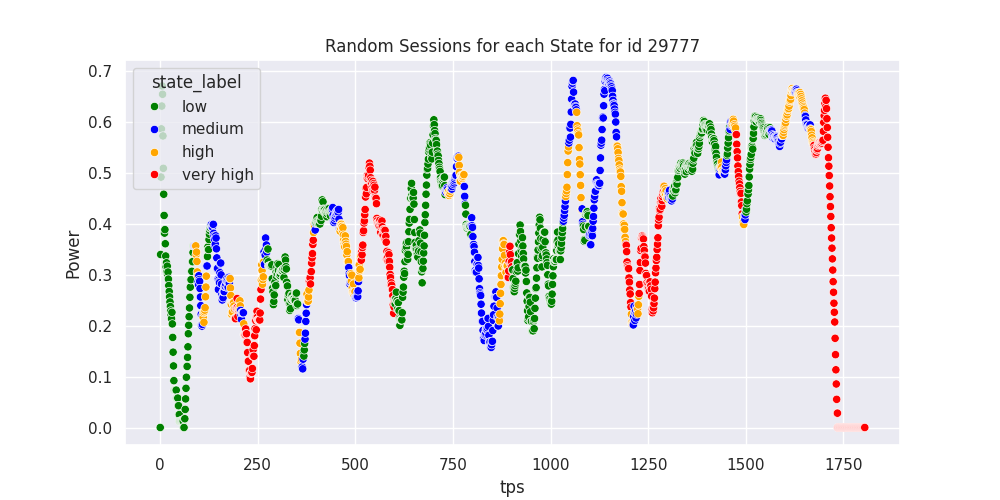 Random Sessions for each State for id 29777
state_label
low
medium
high
very high
Power
0.7
0.6
0.5
0.4
0.3
0.2
0.1
0.0
0 250 500 750 1000 1250 1500 1750
tps